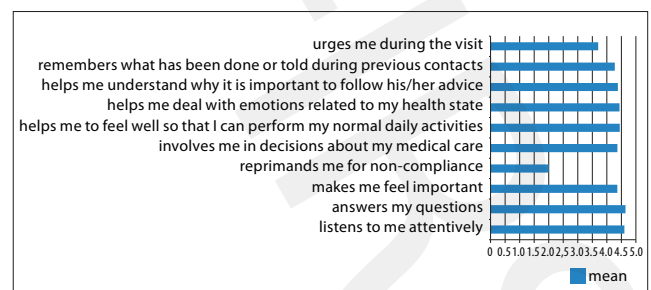 urges me during the visit
remembers what has been done or told during previous contacts
helps me understand why it is important to follow his/her advice
helps me deal with emotions related to my health state
helps me to feel well so that I can perform my normal daily activities
involves me in decisions about my medical care
reprimands me for non-compliance
makes me feel important
answers my questions
listens to me attentively
0 0.5 1.0 1.5 2.0 2,5 3.0 3.5 4.0 4.5 5.0
mean